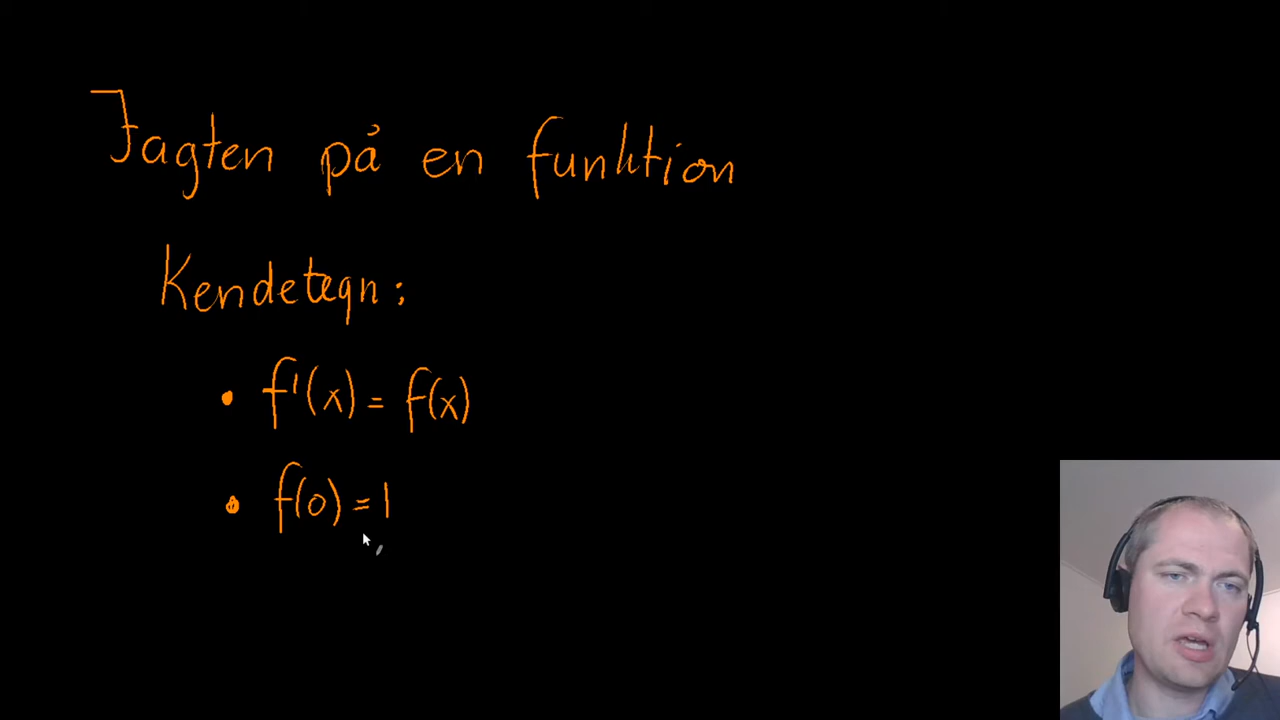 Jagten på en funktion
Kendetegn:
• f'(x) = f(x)
• f(0) = 1